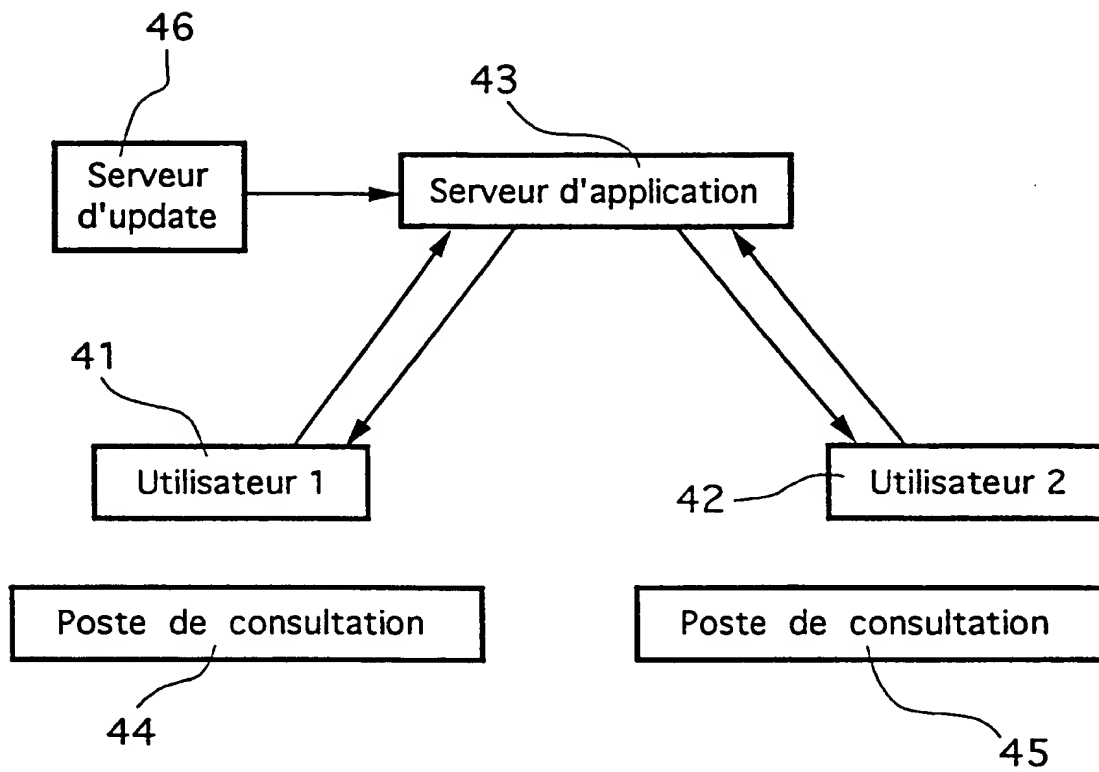 46
43
Serveur
d'update
Serveur d'application
41
Utilisateur 1
42
Utilisateur 2
Poste de consultation
Poste de consultation
44
45